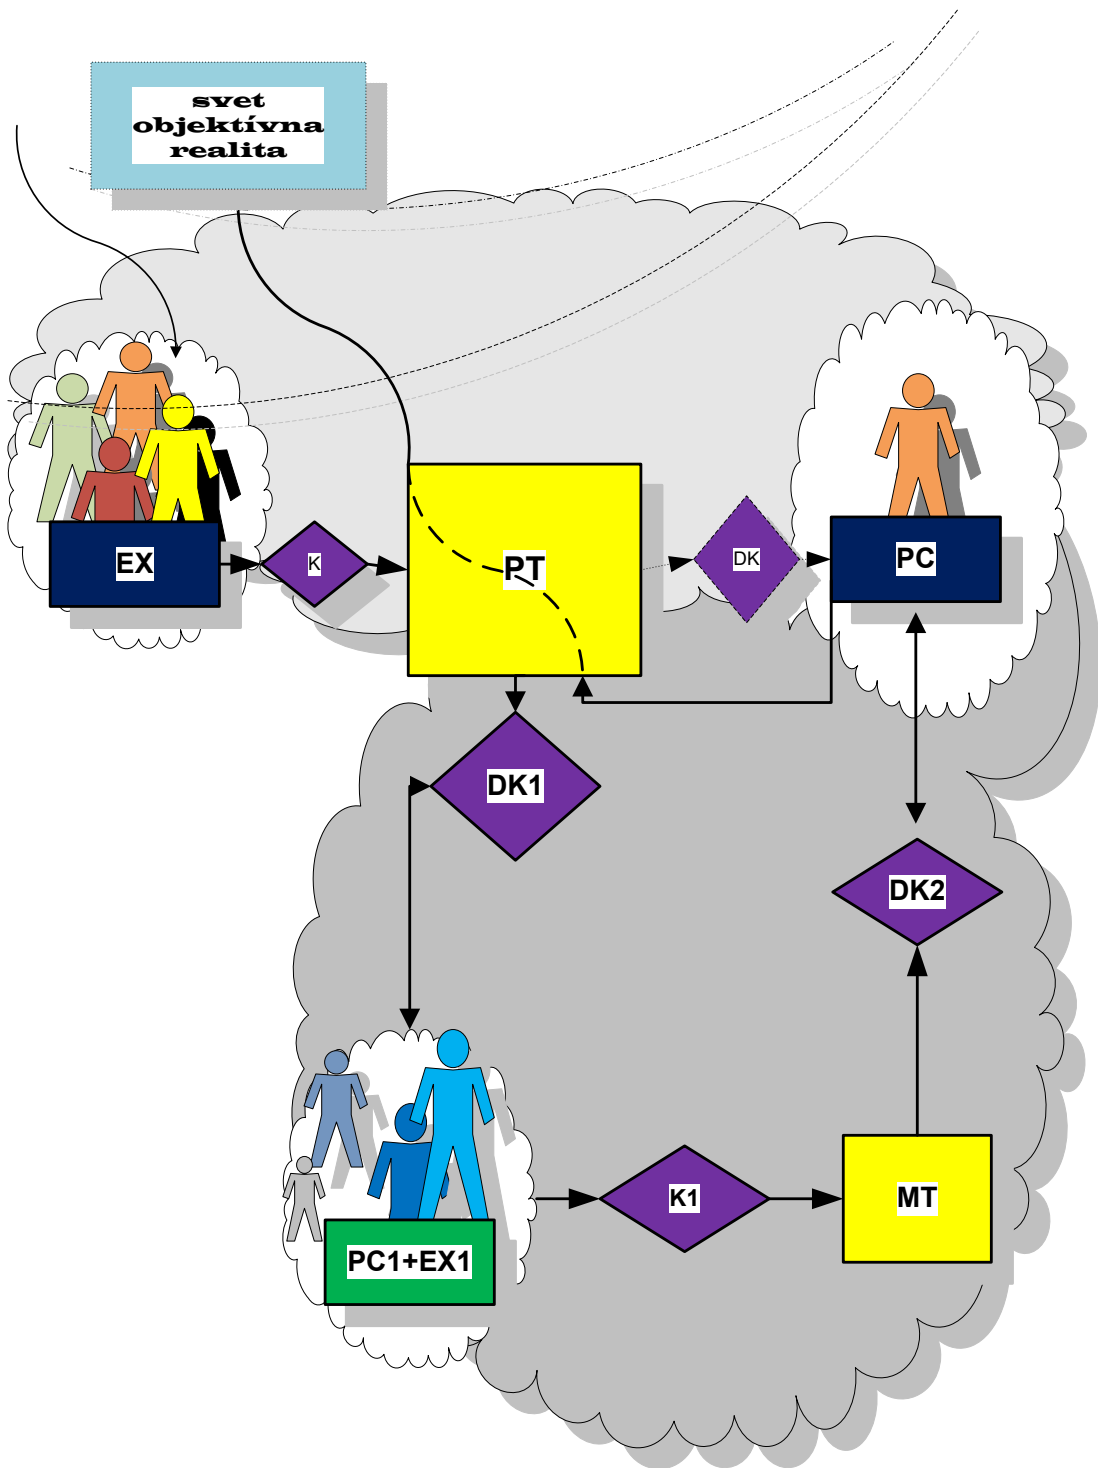 svet
objektívna
realita
EX
K
PT
DK
PC
DK1
DK2
K1
MT
PC1+EX1